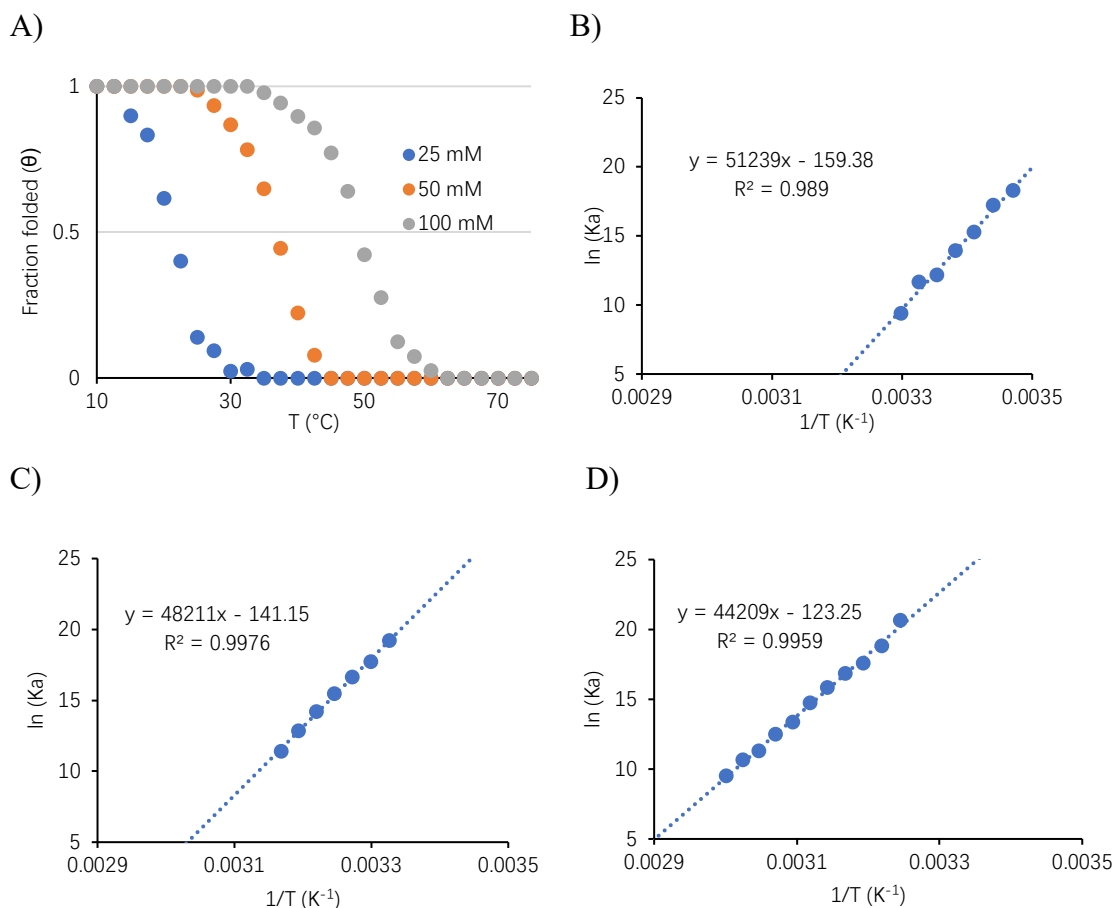 A)
1
0.5
0
Fraction folded (θ)
10
30
50
70
T (°C)
25 mM
50 mM
100 mM
B)
25
20
15
10
5
ln (Ka)
y = 51239x - 159.38
R² = 0.989
0.0029
0.0031
0.0033
0.0035
1/T (K⁻¹)
C)
25
20
15
10
5
ln (Ka)
y = 48211x - 141.15
R² = 0.9976
0.0029
0.0031
0.0033
0.0035
1/T (K⁻¹)
D)
25
20
15
10
5
ln (Ka)
y = 44209x - 123.25
R² = 0.9959
0.0029
0.0031
0.0033
0.0035
1/T (K⁻¹)